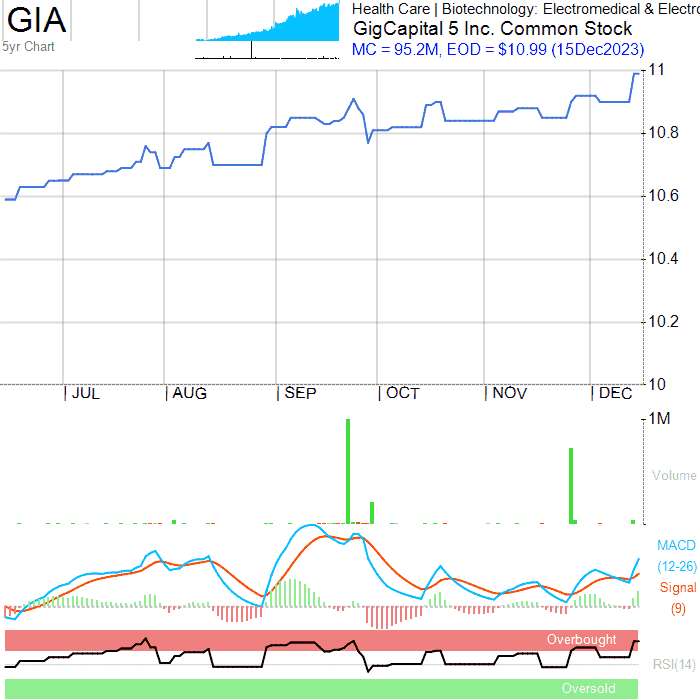 GIA
5yr Chart
Health Care | Biotechnology: Electromedical & Electro
GigCapital 5 Inc. Common Stock
MC = 95.2M, EOD = $10.99 (15Dec2023)
11
10.8
10.6
10.4
10.2
10
JUL AUG SEP OCT NOV DEC
1M
Volume
MACD
(12-26)
Signal
(9)
Overbought
RSI(14)
Oversold